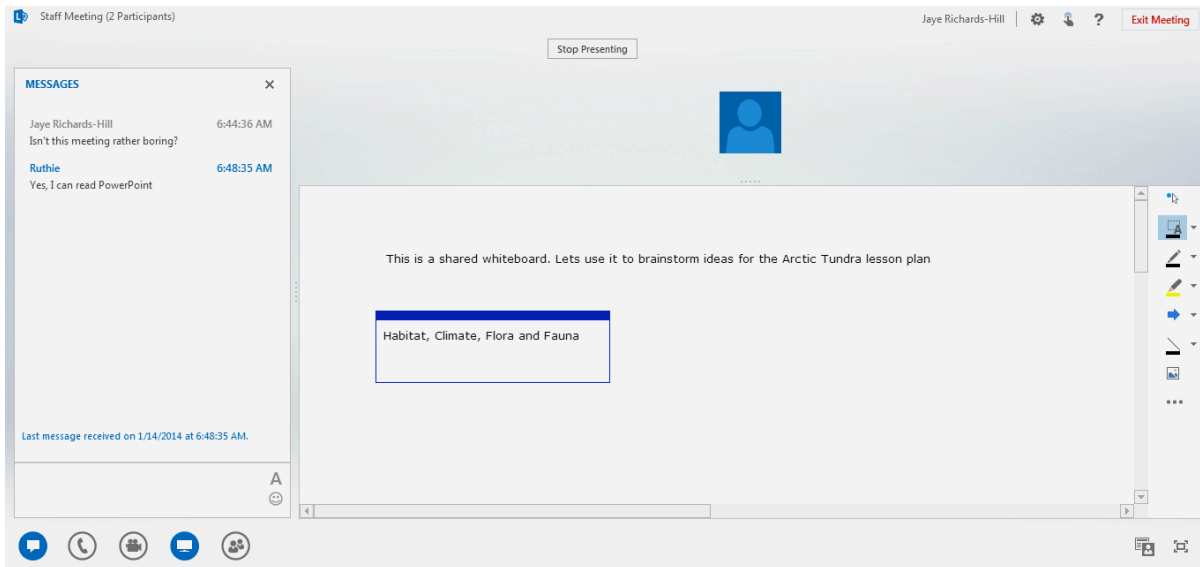 Staff Meeting (2 Participants)
Jaye Richards-Hill
?
Exit Meeting
Stop Presenting
MESSAGES
Jaye Richards-Hill 6:44:36 AM
Isn't this meeting rather boring?
Ruthie 6:48:35 AM
Yes, I can read PowerPoint
Last message received on 1/14/2014 at 6:48:35 AM.
A
This is a shared whiteboard. Lets use it to brainstorm ideas for the Arctic Tundra lesson plan
Habitat, Climate, Flora and Fauna
A